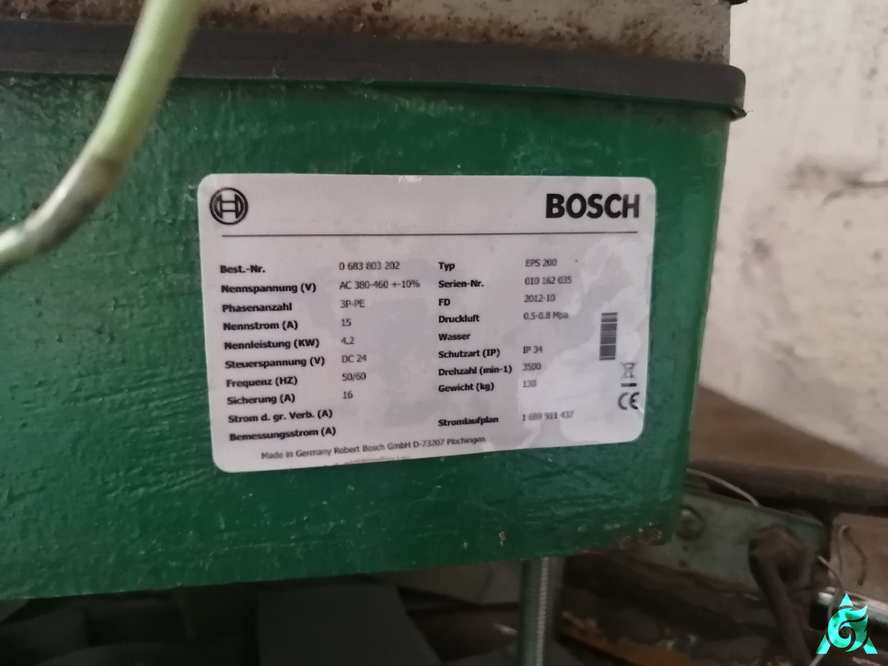 BOSCH
Best.-Nr. 0 683 803 202
Nennspannung (V) AC 380-460 +-10%
Phasenanzahl 3P-PE
Nennstrom (A) 15
Nennleistung (KW) 4,2
Steuerspannung (V) DC 24
Frequenz (HZ) 50/60
Sicherung (A) 16
Strom d. gr. Verb. (A)
Bemessungsstrom (A)
Typ EPS 200
Serien-Nr. 010 162 035
FD 2012-10
Druckluft 0.5-0.8 Mpa
Wasser
Schutzart (IP) IP 34
Drehzahl (min-1) 3500
Gewicht (kg) 130
Stromlaufplan 1 689 911 437
CE
Made in Germany Robert Bosch GmbH D-73207 Plochingen